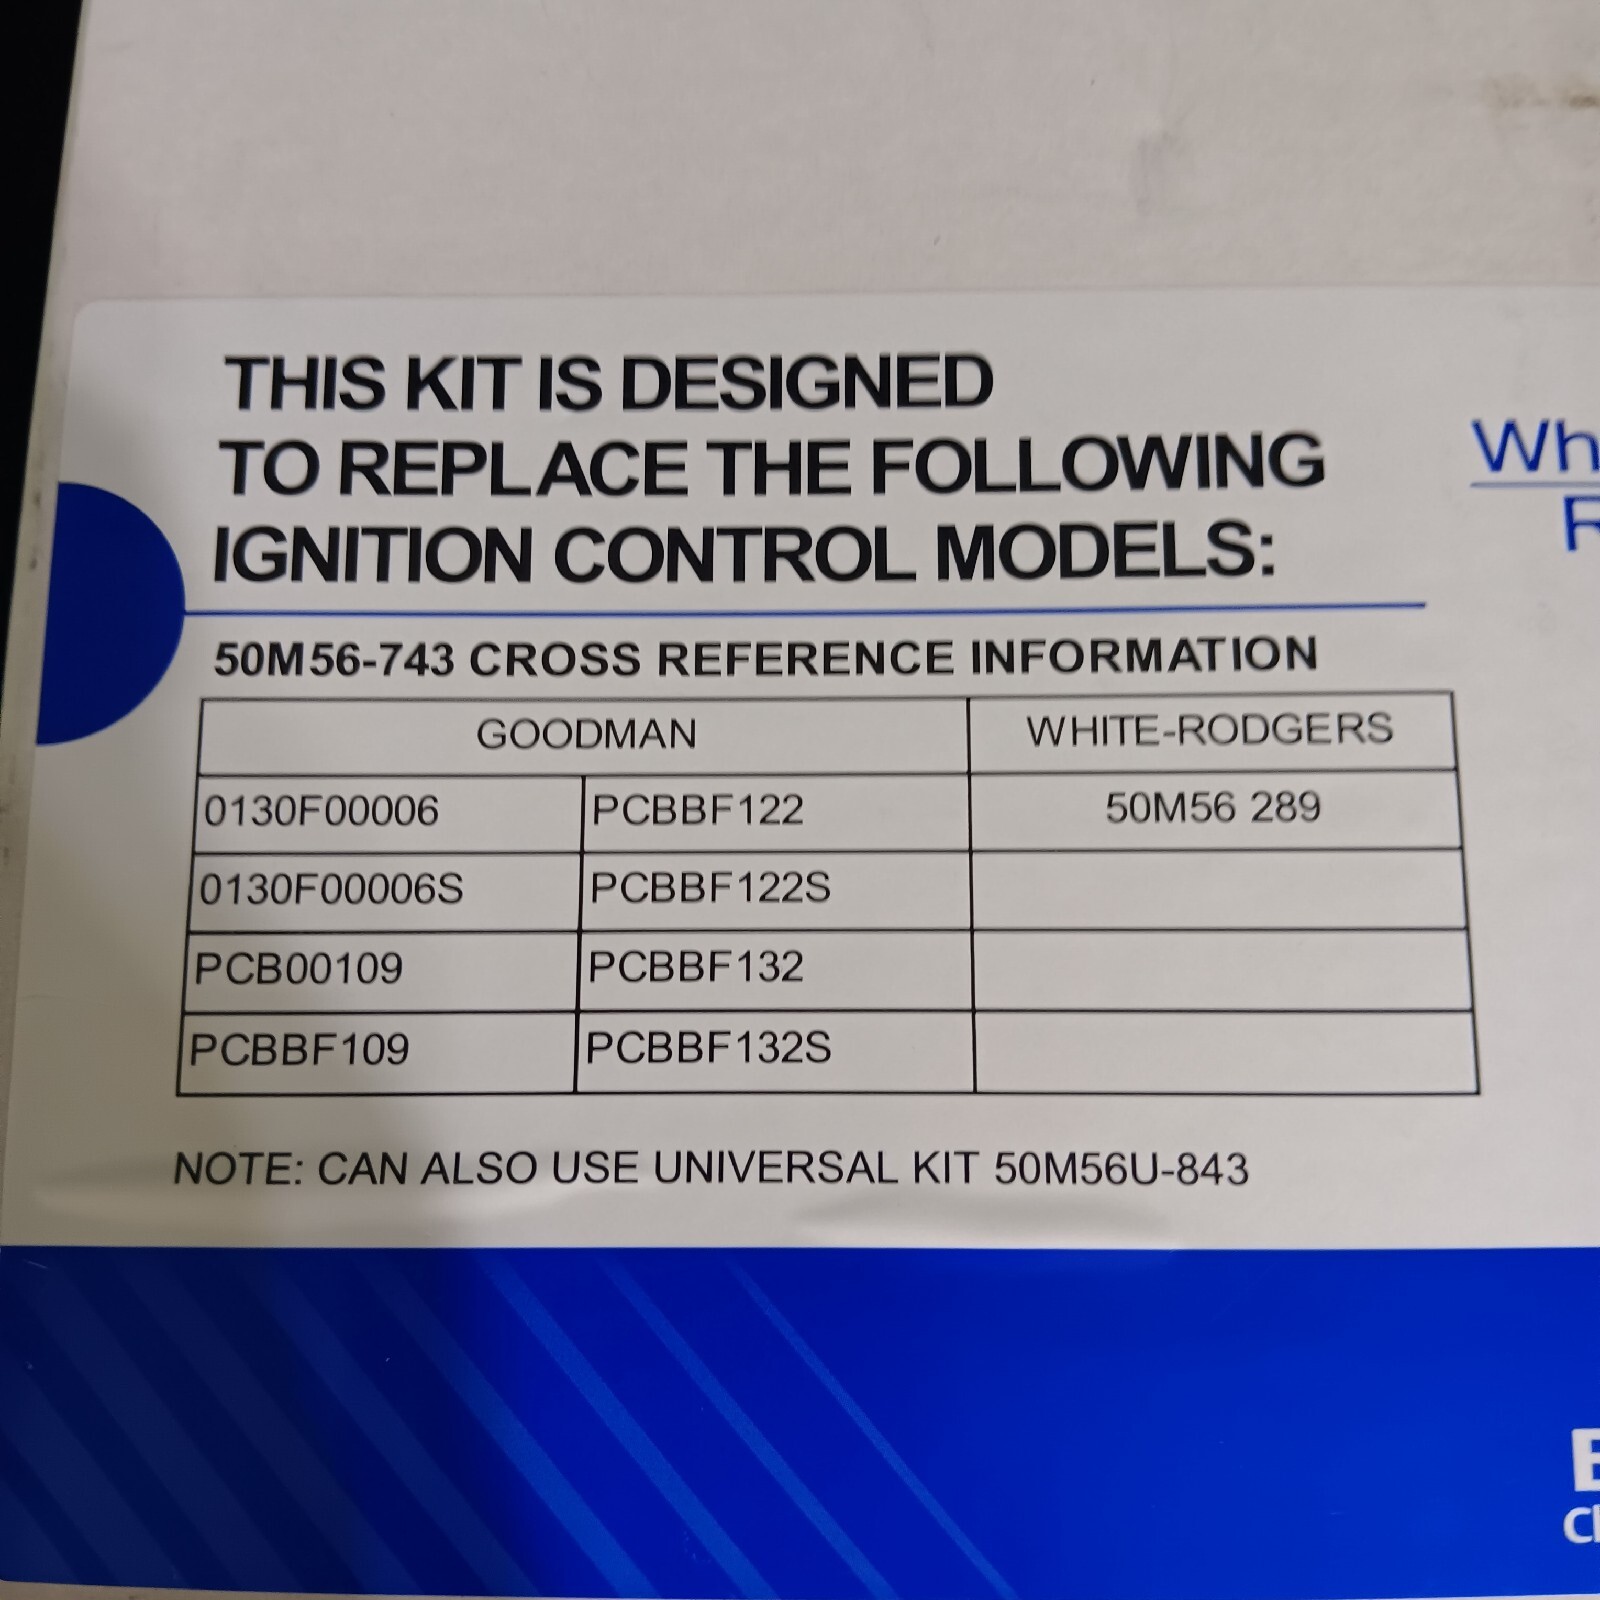 THIS KIT IS DESIGNED
TO REPLACE THE FOLLOWING
IGNITION CONTROL MODELS:
50M56-743 CROSS REFERENCE INFORMATION
GOODMAN WHITE-RODGERS
0130F00006 PCBBF122 50M56 289
0130F00006S PCBBF122S
PCB00109 PCBBF132
PCBBF109 PCBBF132S
NOTE: CAN ALSO USE UNIVERSAL KIT 50M56U-843